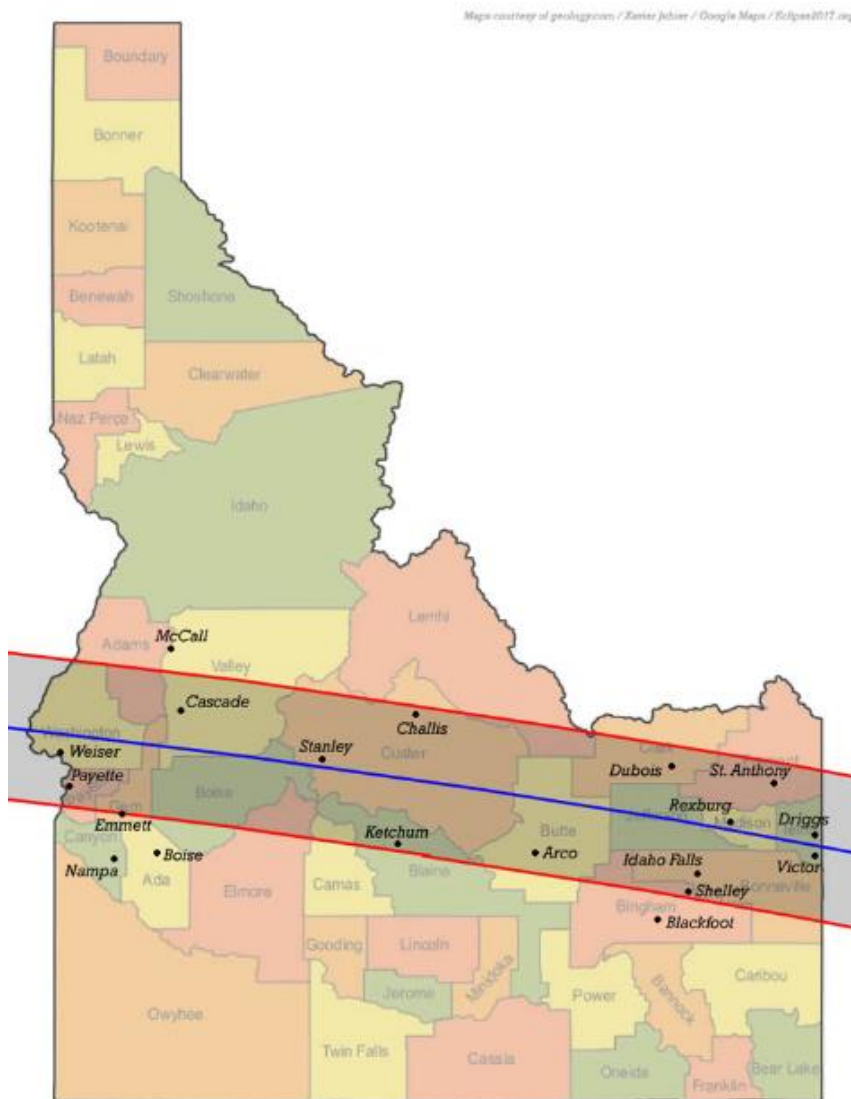 Maps courtesy of geology.com / Xavier Jubier / Google Maps / Eclipse2017.org
Boundary
Bonner
Kootenai
Benewah
Shoshone
Latah
Clearwater
Nez Perce
Lewis
Idaho
Lemhi
Adams
McCall
Valley
Cascade
Challis
Washington
Weiser
Stanley
Custer
Clark
Dubois
St. Anthony
Payette
Boise
Rexburg
Madison
Driggs
Gem
Emmett
Canyon
Ketchum
Butte
Arco
Idaho Falls
Victor
Nampa
Boise
Ada
Blaine
Shelley
Bonneville
Elmore
Camas
Bingham
Blackfoot
Gooding
Lincoln
Minidoka
Jerome
Power
Bannock
Caribou
Owyhee
Twin Falls
Cassia
Oneida
Franklin
Bear Lake